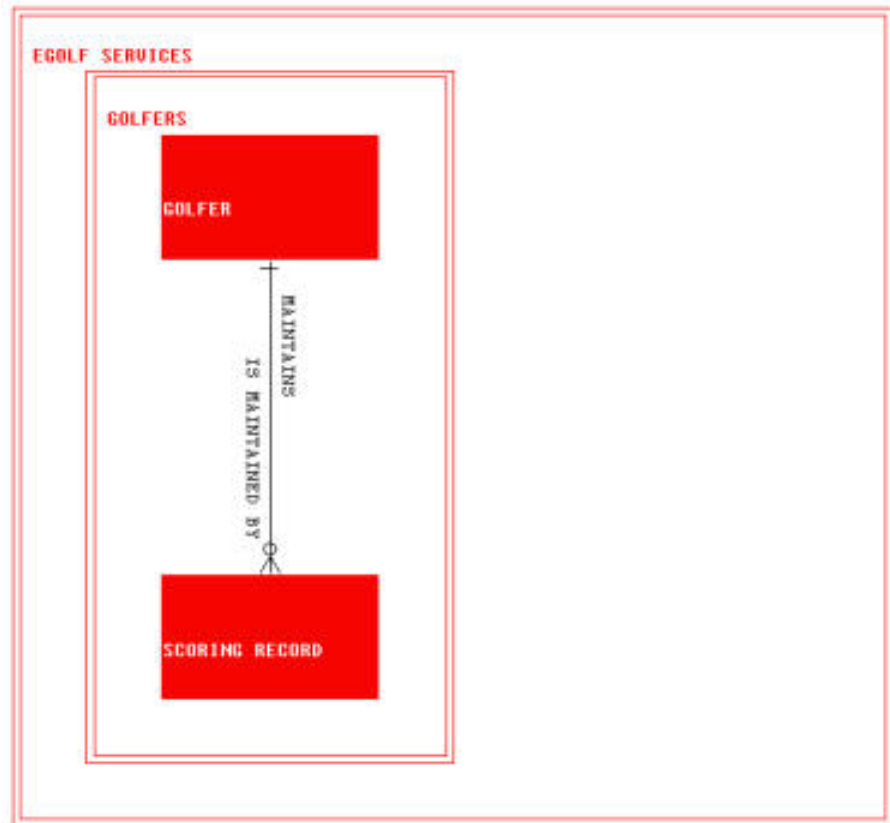 EGOLF SERVICES
GOLFERS
GOLFER
MAINTAINS
IS MAINTAINED BY
SCORING RECORD